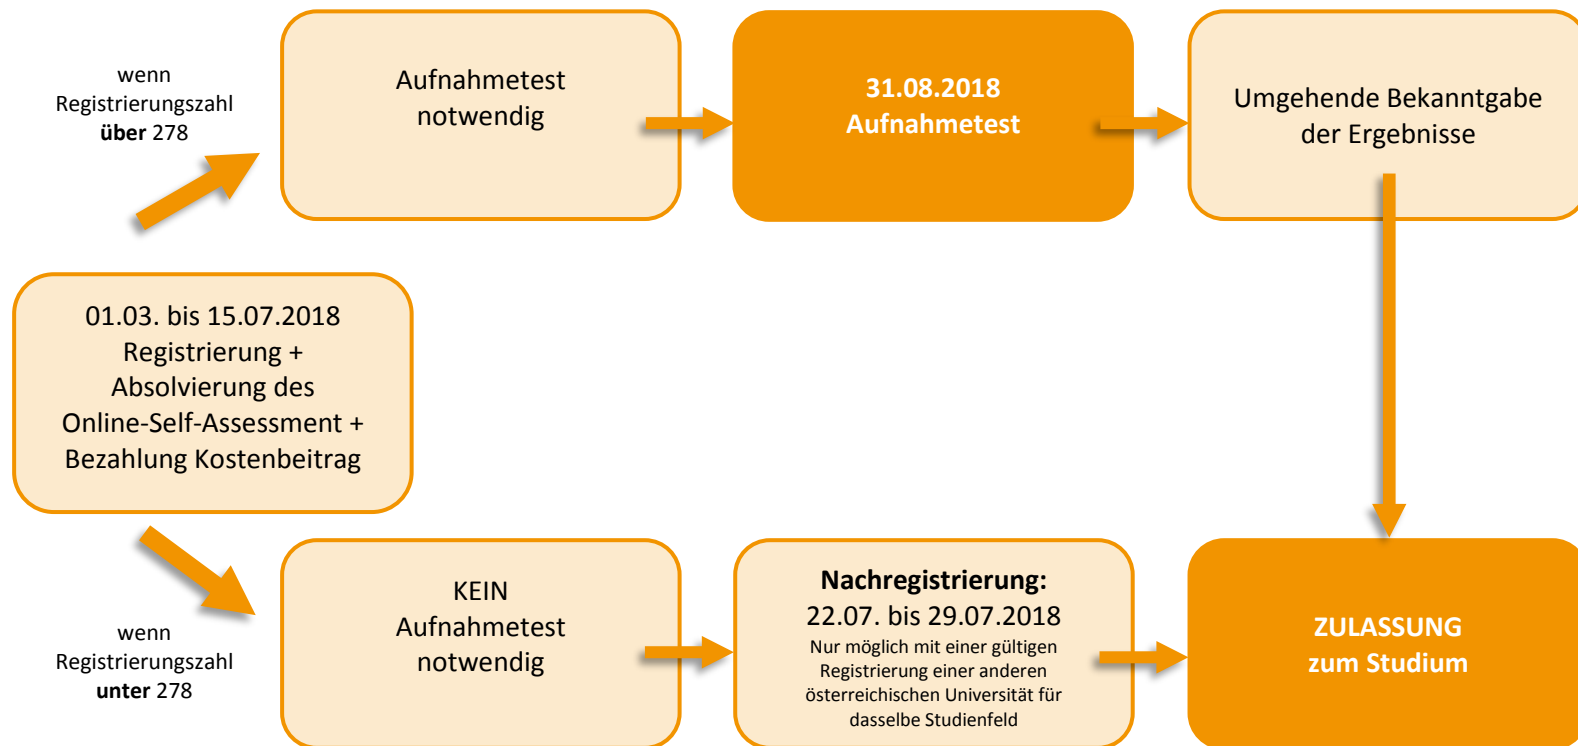 wenn
Registrierungszahl
über 278
Aufnahmetest
notwendig
31.08.2018
Aufnahmetest
Umgehende Bekanntgabe
der Ergebnisse
01.03. bis 15.07.2018
Registrierung +
Absolvierung des
Online-Self-Assessment +
Bezahlung Kostenbeitrag
wenn
Registrierungszahl
unter 278
KEIN
Aufnahmetest
notwendig
Nachregistrierung:
22.07. bis 29.07.2018
Nur möglich mit einer gültigen
Registrierung einer anderen
österreichischen Universität für
dasselbe Studienfeld
ZULASSUNG
zum Studium